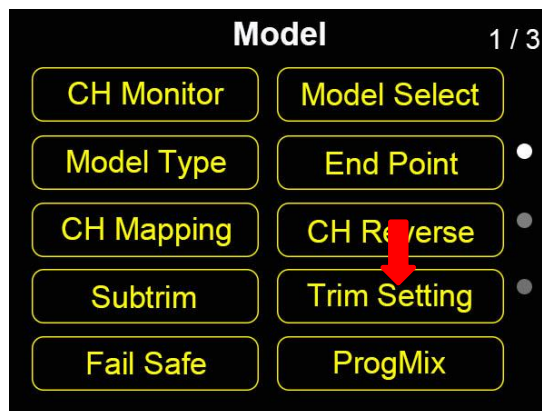 Model
1 / 3
CH Monitor
Model Select
Model Type
End Point
CH Mapping
CH Reverse
Subtrim
Trim Setting
Fail Safe
ProgMix